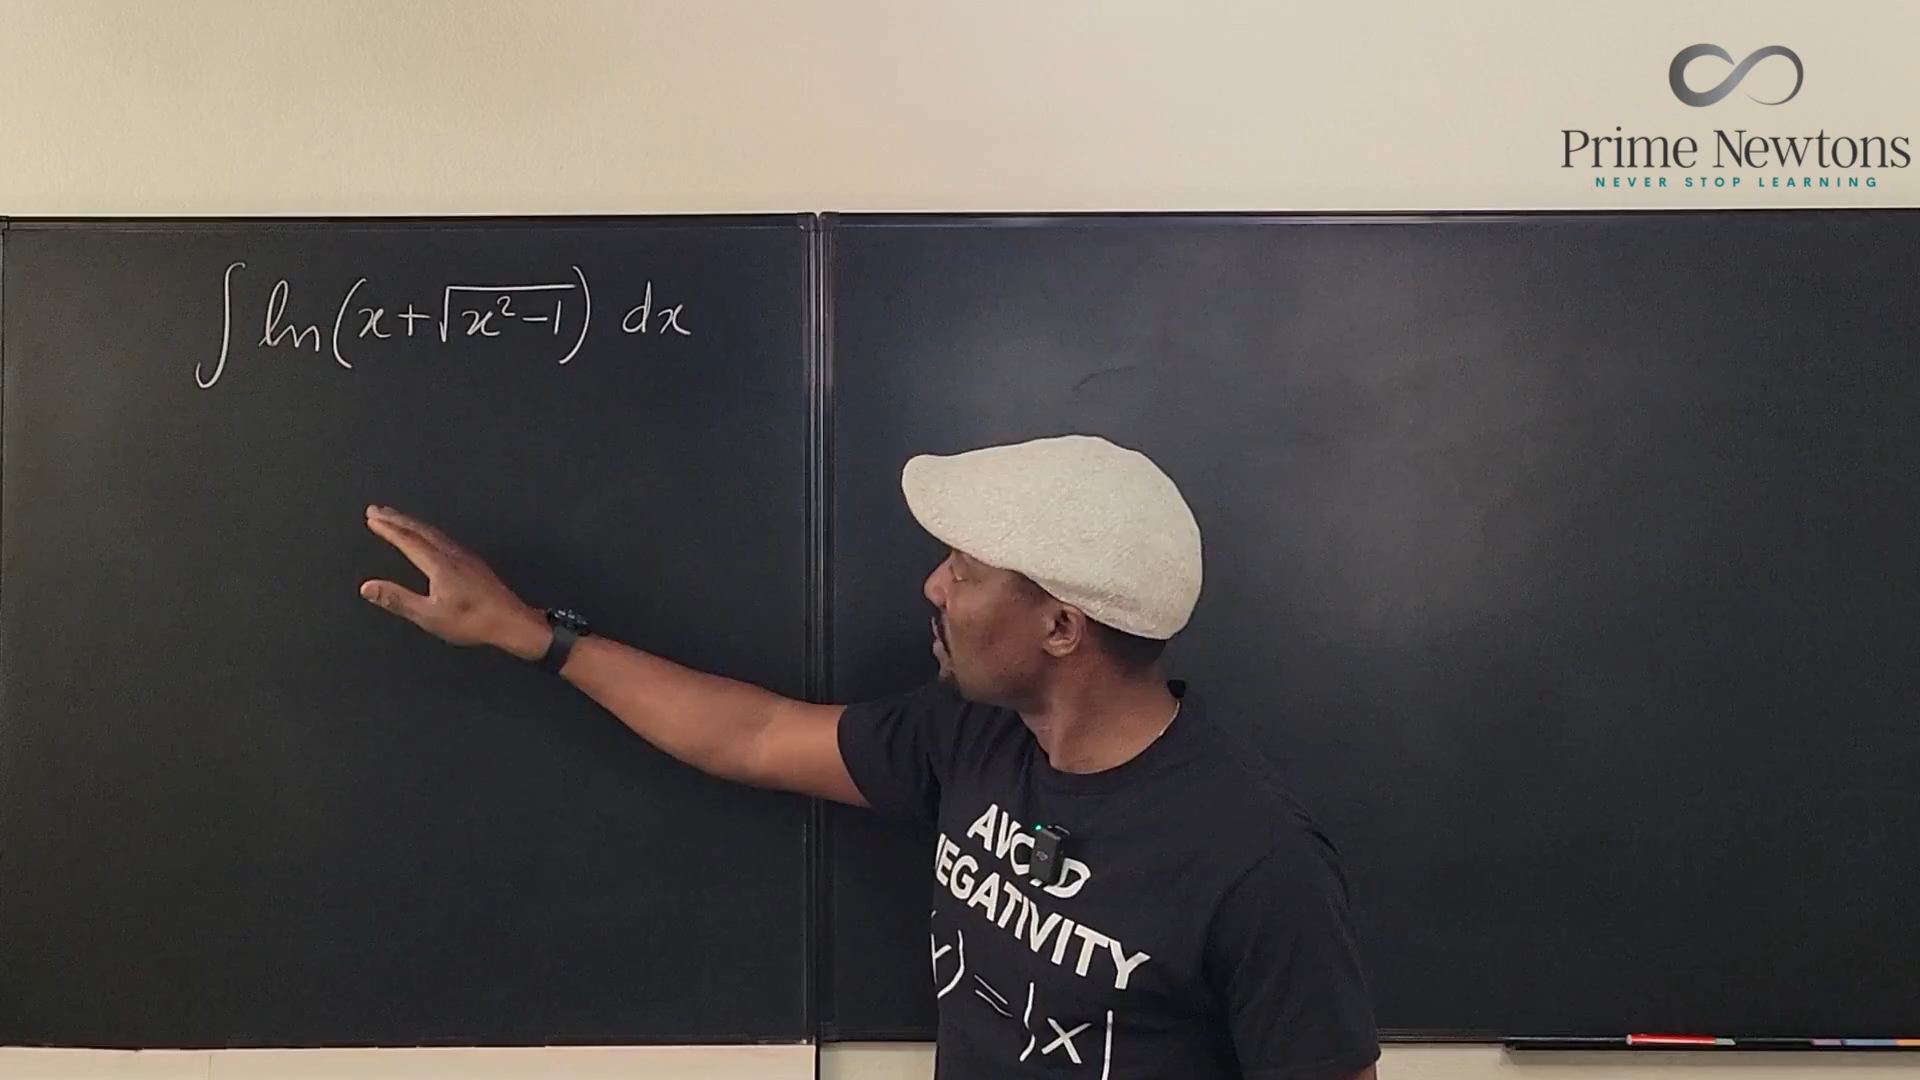 Prime Newtons
NEVER STOP LEARNING
∫ ln(x+√(x²-1)) dx
AVOID
NEGATIVITY
= |x|